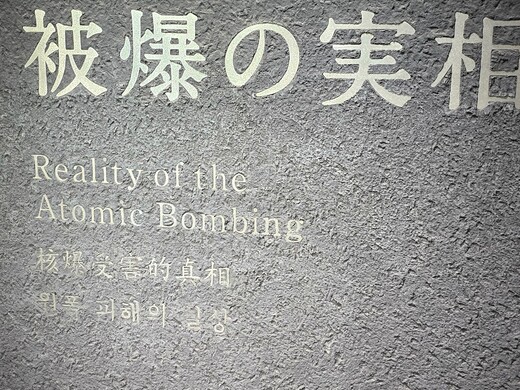 被爆の実相
Reality of the
Atomic Bombing
核爆受害的真相
원폭 피해의 실상